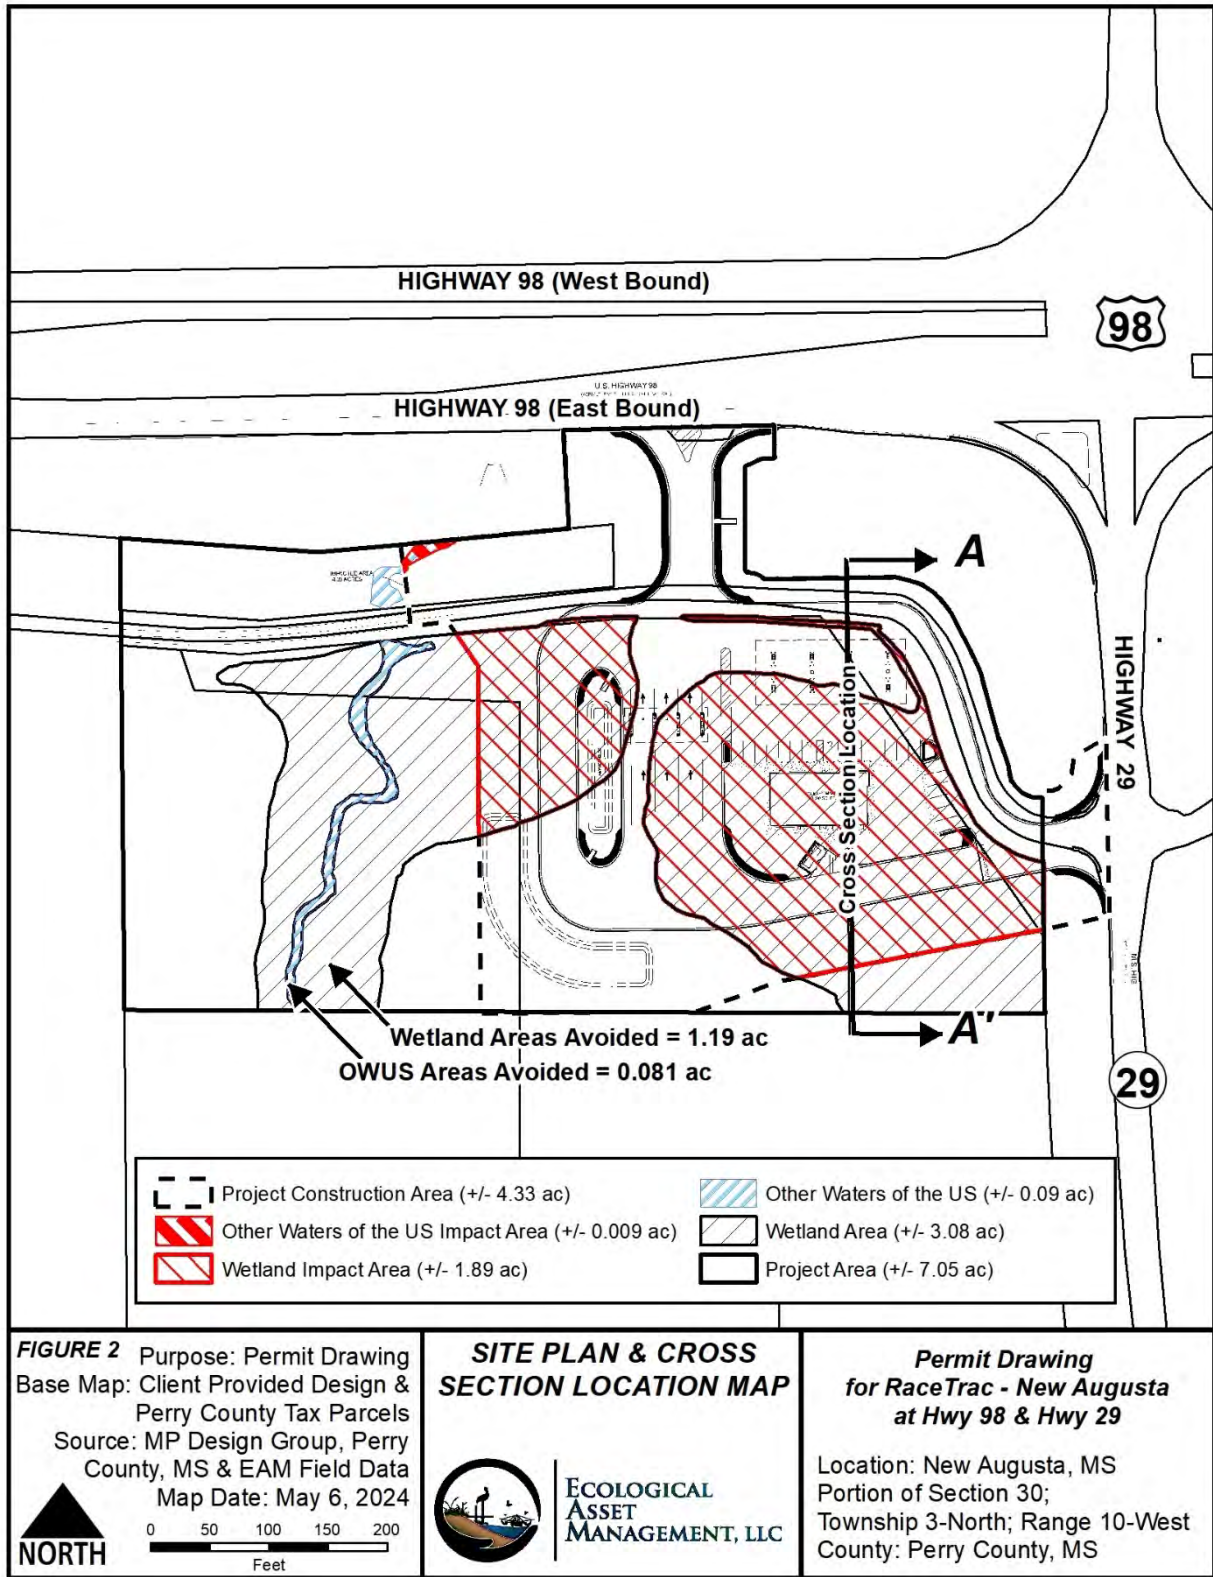 HIGHWAY 98 (West Bound)
98
U.S. HIGHWAY 98
HIGHWAY 98 (East Bound)
A
HIGHWAY 29
Cross Section Location
A'
Wetland Areas Avoided = 1.19 ac
OWUS Areas Avoided = 0.081 ac
29
Project Construction Area (+/- 4.33 ac)
Other Waters of the US Impact Area (+/- 0.009 ac)
Wetland Impact Area (+/- 1.89 ac)
Other Waters of the US (+/- 0.09 ac)
Wetland Area (+/- 3.08 ac)
Project Area (+/- 7.05 ac)
FIGURE 2 Purpose: Permit Drawing
Base Map: Client Provided Design &
Perry County Tax Parcels
Source: MP Design Group, Perry
County, MS & EAM Field Data
Map Date: May 6, 2024
NORTH
0 50 100 150 200
Feet
SITE PLAN & CROSS
SECTION LOCATION MAP
ECOLOGICAL
ASSET
MANAGEMENT, LLC
Permit Drawing
for RaceTrac - New Augusta
at Hwy 98 & Hwy 29
Location: New Augusta, MS
Portion of Section 30;
Township 3-North; Range 10-West
County: Perry County, MS